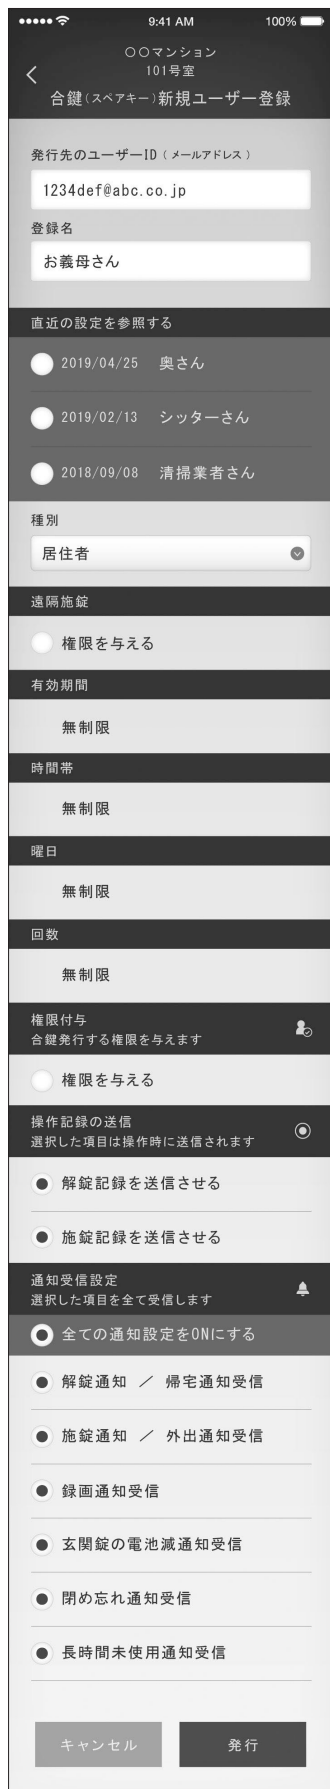 9:41 AM
100%
○○マンション
101号室
合鍵(スペアキー)新規ユーザー登録
発行先のユーザーID(メールアドレス)
1234def@abc.co.jp
登録名
お義母さん
直近の設定を参照する
2019/04/25 奥さん
2019/02/13 シッターさん
2018/09/08 清掃業者さん
種別
居住者
遠隔施錠
権限を与える
有効期間
無制限
時間帯
無制限
曜日
無制限
回数
無制限
権限付与
合鍵発行する権限を与えます
権限を与える
操作記録の送信
選択した項目は操作時に送信されます
解錠記録を送信させる
施錠記録を送信させる
通知受信設定
選択した項目を全て受信します
全ての通知設定をONにする
解錠通知 / 帰宅通知受信
施錠通知 / 外出通知受信
録画通知受信
玄関錠の電池減通知受信
閉め忘れ通知受信
長時間未使用通知受信
キャンセル
発行